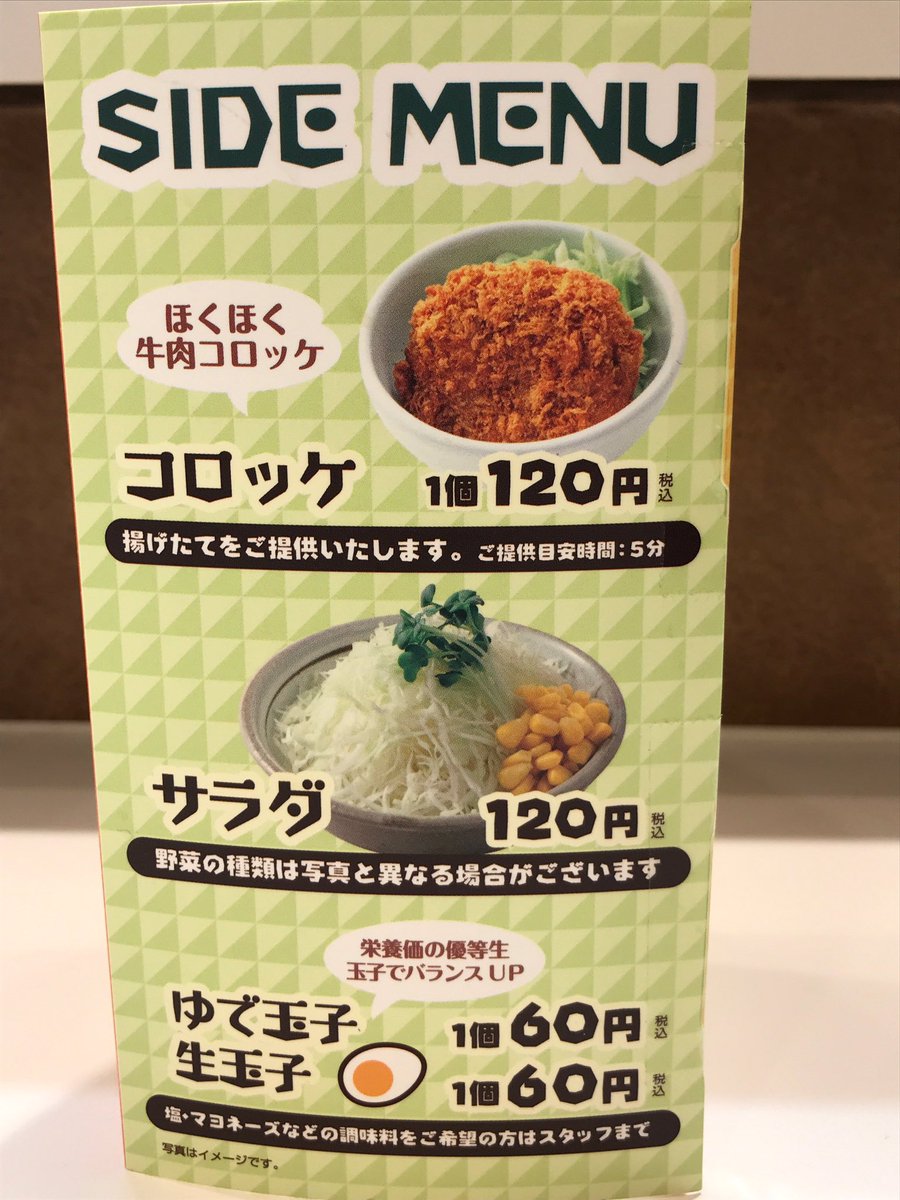 SIDE MENU
ほくほく
牛肉コロッケ
コロッケ 1個 120円 税込
揚げたてをご提供いたします。ご提供目安時間:5分
サラダ 120円 税込
野菜の種類は写真と異なる場合がございます
栄養価の優等生
玉子でバランスUP
ゆで玉子 1個 60円 税込
生玉子 1個 60円 税込
塩・マヨネーズなどの調味料をご希望の方はスタッフまで
写真はイメージです。